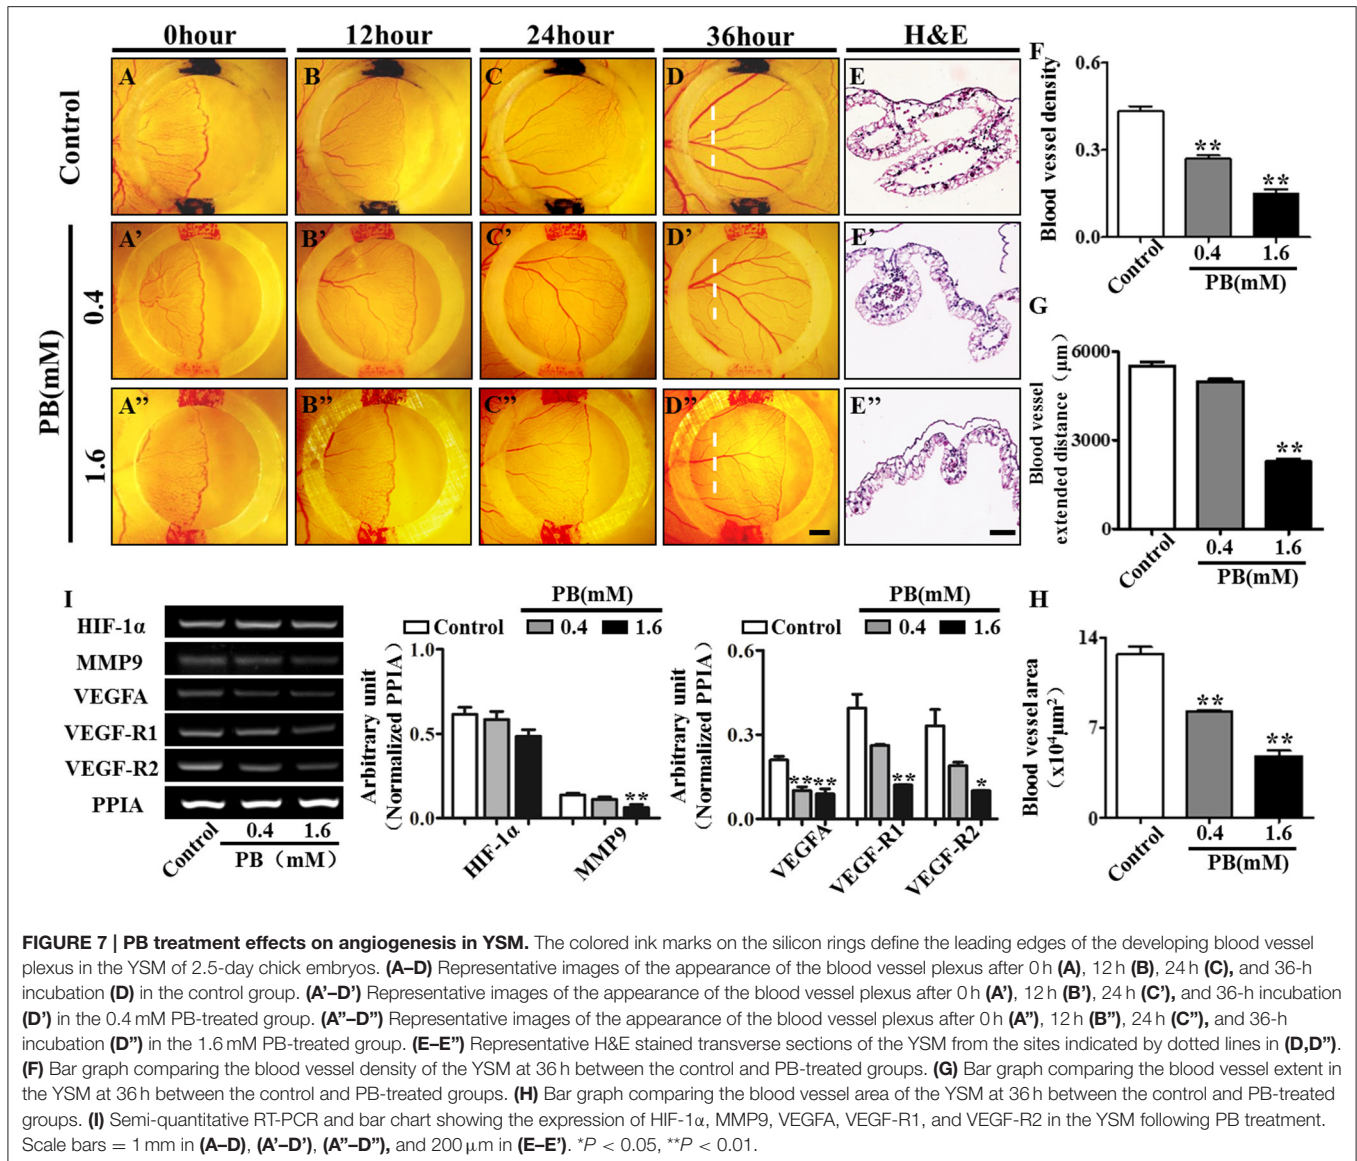 0hour 12hour 24hour 36hour H&E
Control
A B C D E
PB(mM)
0.4
A’ B’ C’ D’ E’
1.6
A’’ B’’ C’’ D’’ E’’
F
Blood vessel density
0.6
0.3
0.0
**
**
Control
0.4 1.6
PB(mM)
G
Blood vessel
extended distance (μm)
6000
3000
0
**
Control
0.4 1.6
PB(mM)
H
Blood vessel area
(x10⁴μm²)
14
7
0
**
**
Control
0.4 1.6
PB(mM)
I
HIF-1α
MMP9
VEGFA
VEGF-R1
VEGF-R2
PPIA
Control
0.4 1.6
PB (mM)
PB(mM)
Control 0.4 1.6
Arbitrary unit
(Normalized PPIA)
1.0
0.5
0.0
**
HIF-1α
MMP9
PB(mM)
Control 0.4 1.6
Arbitrary unit
(Normalized PPIA)
0.6
0.3
0.0
** **
**
*
VEGFA
VEGF-R1
VEGF-R2
FIGURE 7 | PB treatment effects on angiogenesis in YSM. The colored ink marks on the silicon rings define the leading edges of the developing blood vessel
plexus in the YSM of 2.5-day chick embryos. (A–D) Representative images of the appearance of the blood vessel plexus after 0 h (A), 12 h (B), 24 h (C), and 36-h
incubation (D) in the control group. (A’–D’) Representative images of the appearance of the blood vessel plexus after 0 h (A’), 12 h (B’), 24 h (C’), and 36-h incubation
(D’) in the 0.4 mM PB-treated group. (A”–D”) Representative images of the appearance of the blood vessel plexus after 0 h (A”), 12 h (B”), 24 h (C”), and 36-h
incubation (D”) in the 1.6 mM PB-treated group. (E–E”) Representative H&E stained transverse sections of the YSM from the sites indicated by dotted lines in (D,D”).
(F) Bar graph comparing the blood vessel density of the YSM at 36 h between the control and PB-treated groups. (G) Bar graph comparing the blood vessel extent in
the YSM at 36 h between the control and PB-treated groups. (H) Bar graph comparing the blood vessel area of the YSM at 36 h between the control and PB-treated
groups. (I) Semi-quantitative RT-PCR and bar chart showing the expression of HIF-1α, MMP9, VEGFA, VEGF-R1, and VEGF-R2 in the YSM following PB treatment.
Scale bars = 1 mm in (A–D), (A’–D’), (A”–D”), and 200 μm in (E–E’). *P < 0.05, **P < 0.01.